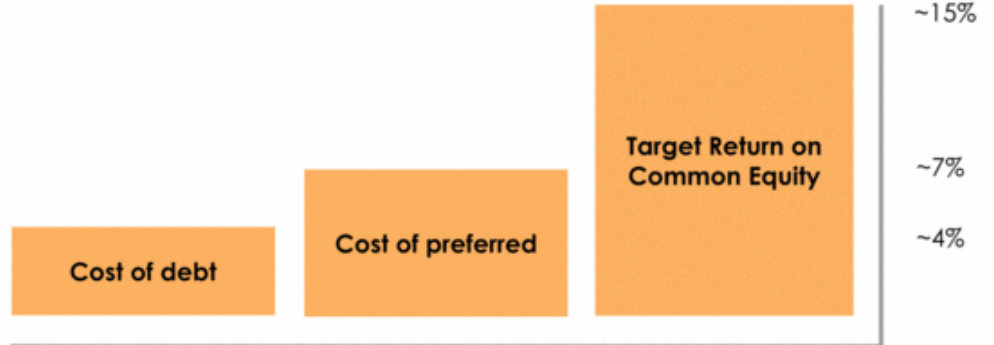 ~15%
Target Return on
Common Equity
~7%
Cost of preferred
~4%
Cost of debt